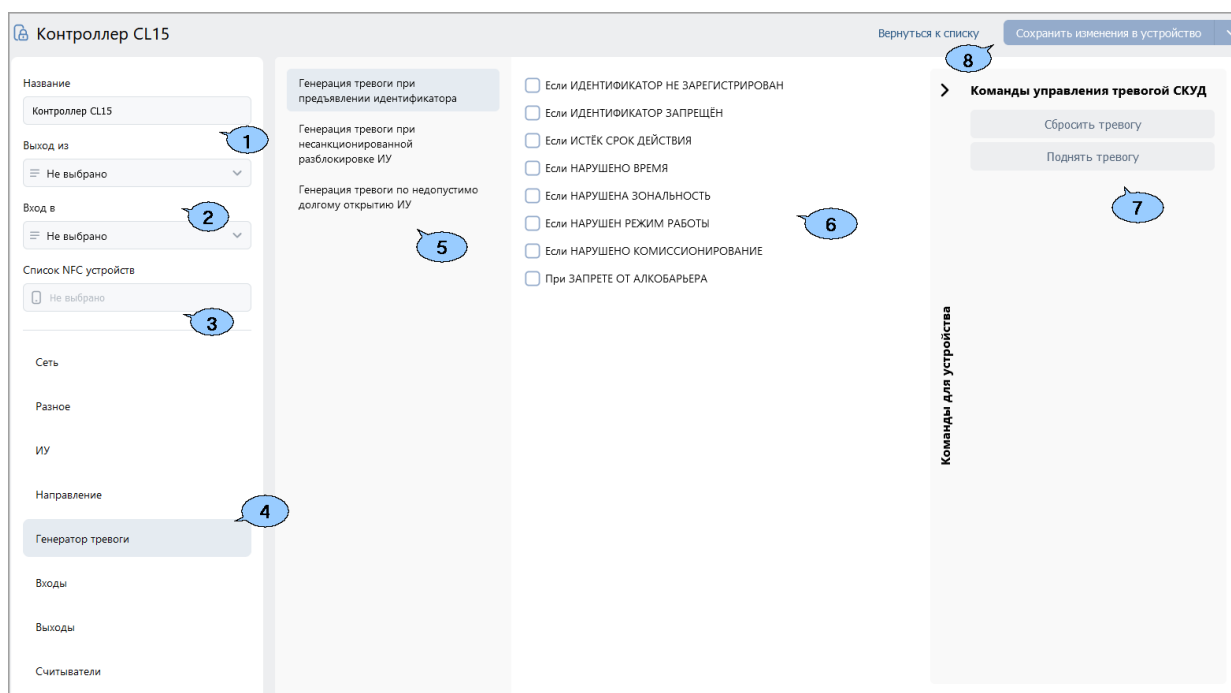 Контроллер CL15
Вернуться к списку
Сохранить изменения в устройство
8
Название
Контроллер CL15
1
Выход из
Не выбрано
2
Вход в
Не выбрано
Список NFC устройств
Не выбрано
3
Сеть
Разное
ИУ
Направление
4
Генератор тревоги
Входы
Выходы
Считыватели
Генерация тревоги при
предъявлении идентификатора
Генерация тревоги при
несанкционированной
разблокировке ИУ
Генерация тревоги по недопустимо
долгому открытию ИУ
5
Если ИДЕНТИФИКАТОР НЕ ЗАРЕГИСТРИРОВАН
Если ИДЕНТИФИКАТОР ЗАПРЕЩЁН
Если ИСТЁК СРОК ДЕЙСТВИЯ
Если НАРУШЕНО ВРЕМЯ
Если НАРУШЕНА ЗОНАЛЬНОСТЬ
Если НАРУШЕН РЕЖИМ РАБОТЫ
6
Если НАРУШЕНО КОМИССИОНИРОВАНИЕ
При ЗАПРЕТЕ ОТ АЛКОБАРЬЕРА
Команды для устройства
Команды управления тревогой СКУД
Сбросить тревогу
Поднять тревогу
7